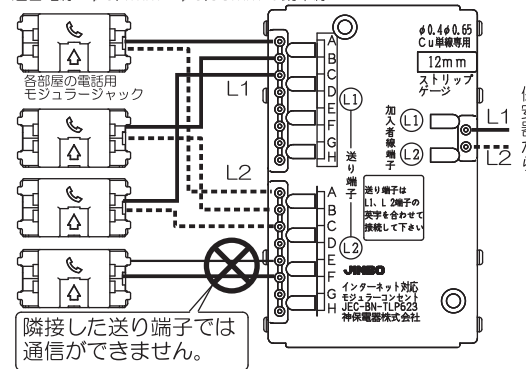 各部屋の電話用
モジュラージャック
L1
L2
隣接した送り端子では
通信ができません。
A
B
C
D
E
F
G
H
A
B
C
D
E
F
G
H
L1
送り端子
L2
φ0.4φ0.65
Cu単線専用
12mm
ストリップ
ゲージ
加入者線端子
L1
L2
送り端子は
L1、L2端子の
英字を合わせて
接続して下さい
JINBO
インターネット対応
モジュラーコンセント
JEC-BN-TLP623
神保電器株式会社
L1
L2